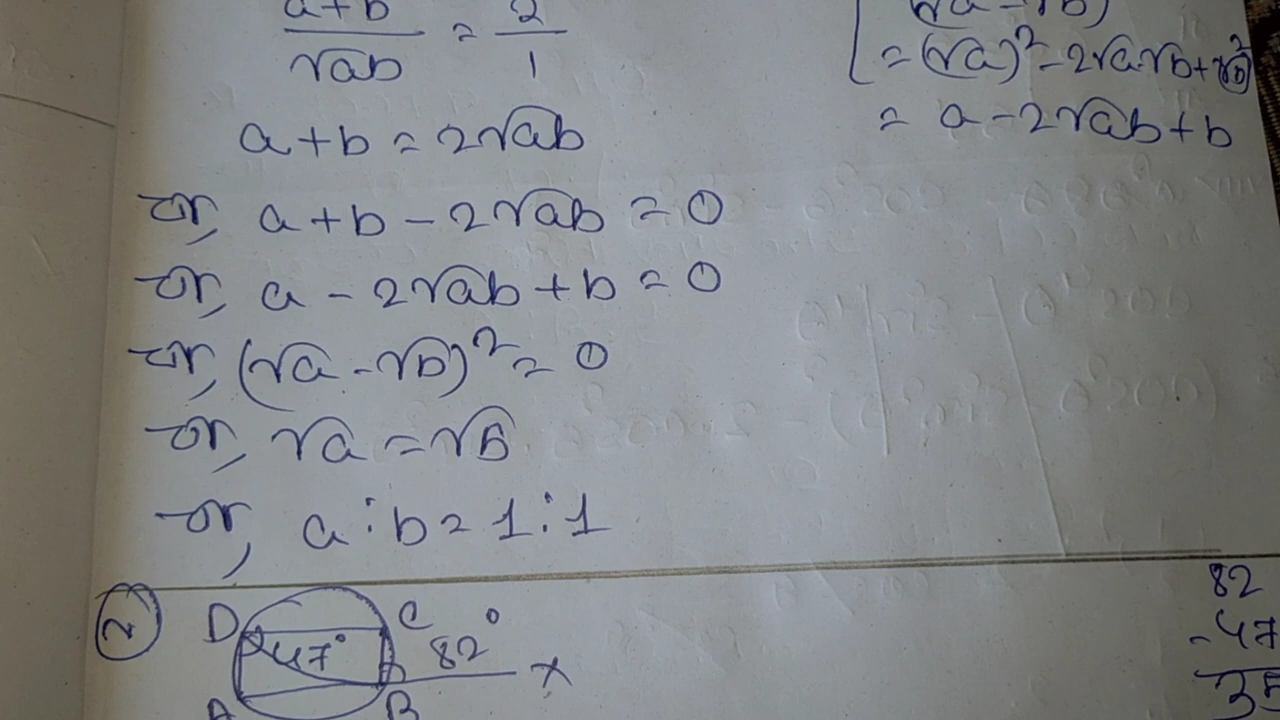 a+b/√ab = 2/1
= (√a)² - 2√a.√b + (√b)²
a+b = 2√ab
= a - 2√ab + b
or, a+b - 2√ab = 0
or, a - 2√ab + b = 0
or, (√a - √b)² = 0
or, √a = √b
or, a : b = 1 : 1
2
D C
47° 82°
A B x
82
- 47
35